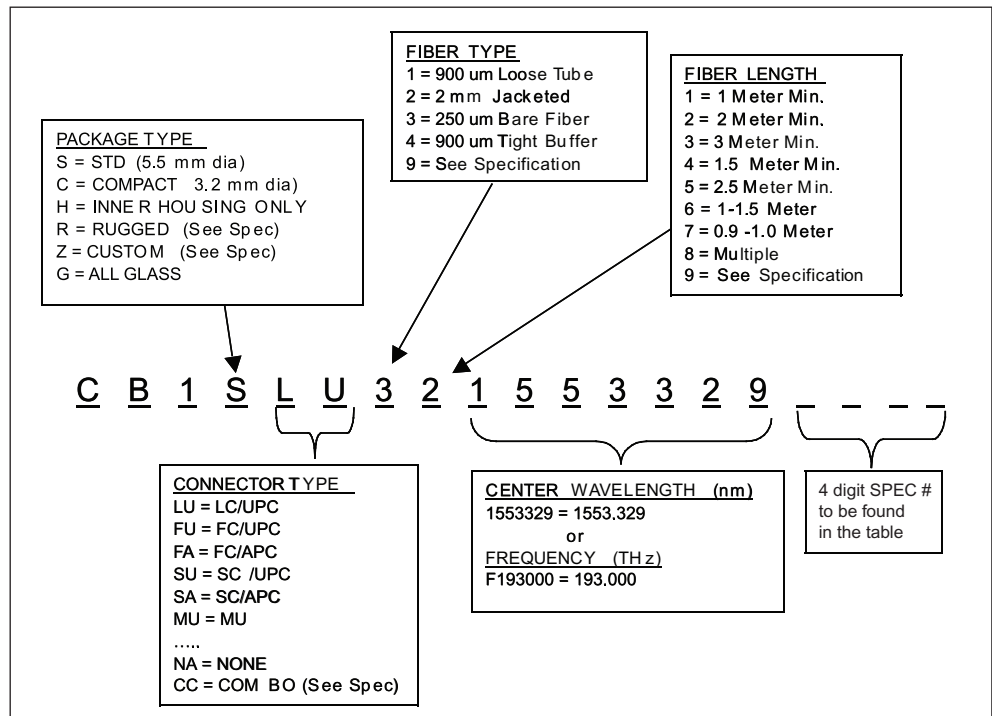 FIBER TYPE
1 = 900 um Loose Tube
2 = 2 mm Jacketed
3 = 250 um Bare Fiber
4 = 900 um Tight Buffer
9 = See Specification
FIBER LENGTH
1 = 1 Meter Min.
2 = 2 Meter Min.
3 = 3 Meter Min.
4 = 1.5 Meter Min.
5 = 2.5 Meter Min.
6 = 1-1.5 Meter
7 = 0.9 -1.0 Meter
8 = Multiple
9 = See Specification
PACKAGE TYPE
S = STD (5.5 mm dia)
C = COMPACT 3.2 mm dia)
H = INNER HOUSING ONLY
R = RUGGED (See Spec)
Z = CUSTOM (See Spec)
G = ALL GLASS
C B 1 S L U 3 2 1 5 5 3 3 2 9 _ _ _ _
CONNECTOR TYPE
LU = LC/UPC
FU = FC/UPC
FA = FC/APC
SU = SC /UPC
SA = SC/APC
MU = MU
.....
NA = NONE
CC = COM BO (See Spec)
CENTER WAVELENGTH (nm)
1553329 = 1553.329
or
FREQUENCY (THz)
F193000 = 193.000
4 digit SPEC #
to be found
in the table